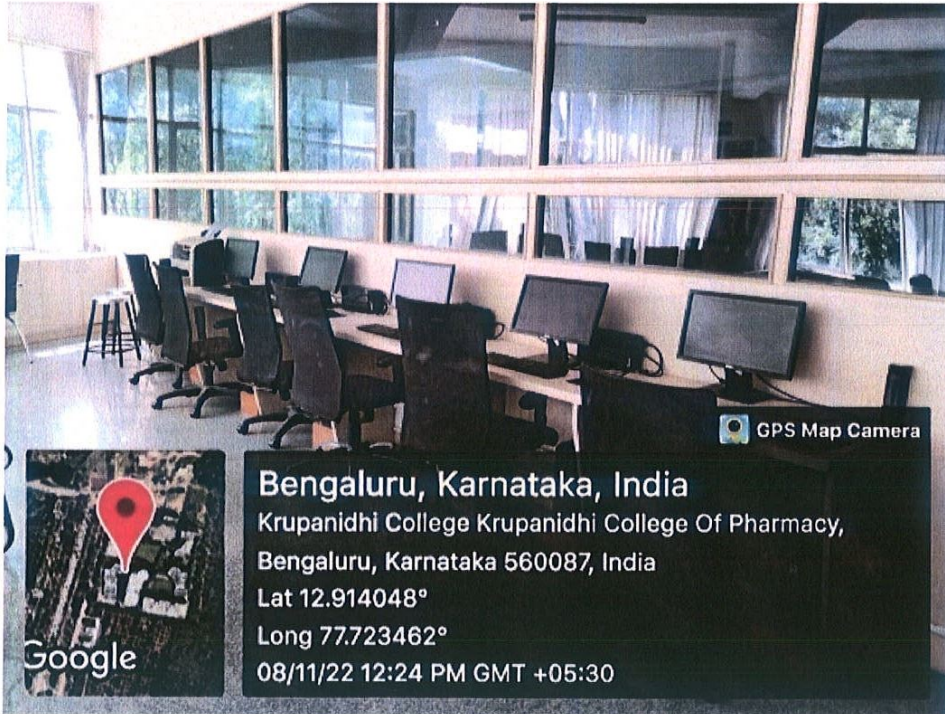 GPS Map Camera
Bengaluru, Karnataka, India
Krupanidhi College Krupanidhi College Of Pharmacy,
Bengaluru, Karnataka 560087, India
Lat 12.914048°
Long 77.723462°
08/11/22 12:24 PM GMT +05:30
Google